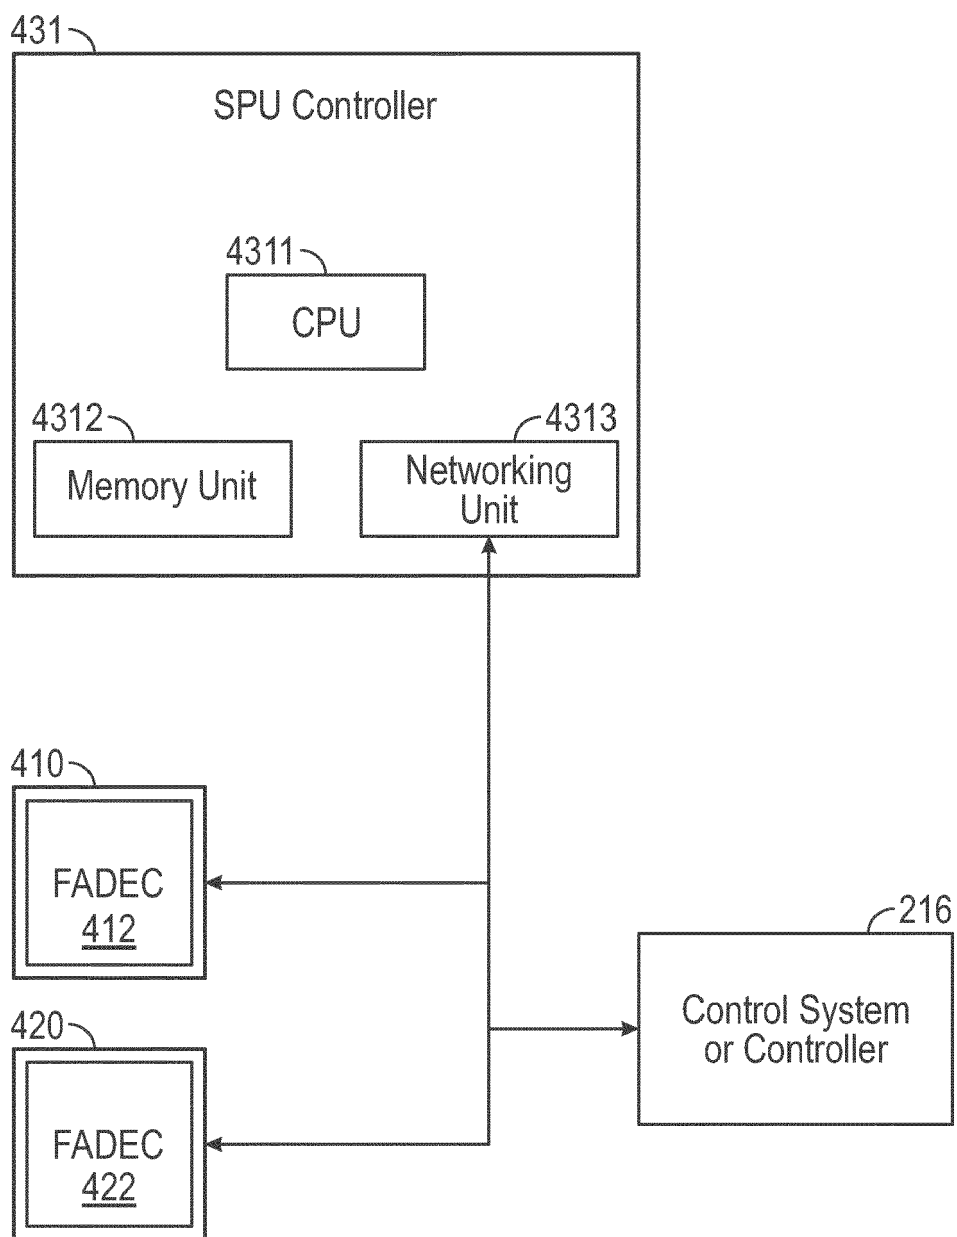 431
SPU Controller
4311
CPU
4312
Memory Unit
4313
Networking
Unit
410
FADEC
412
216
Control System
or Controller
420
FADEC
422